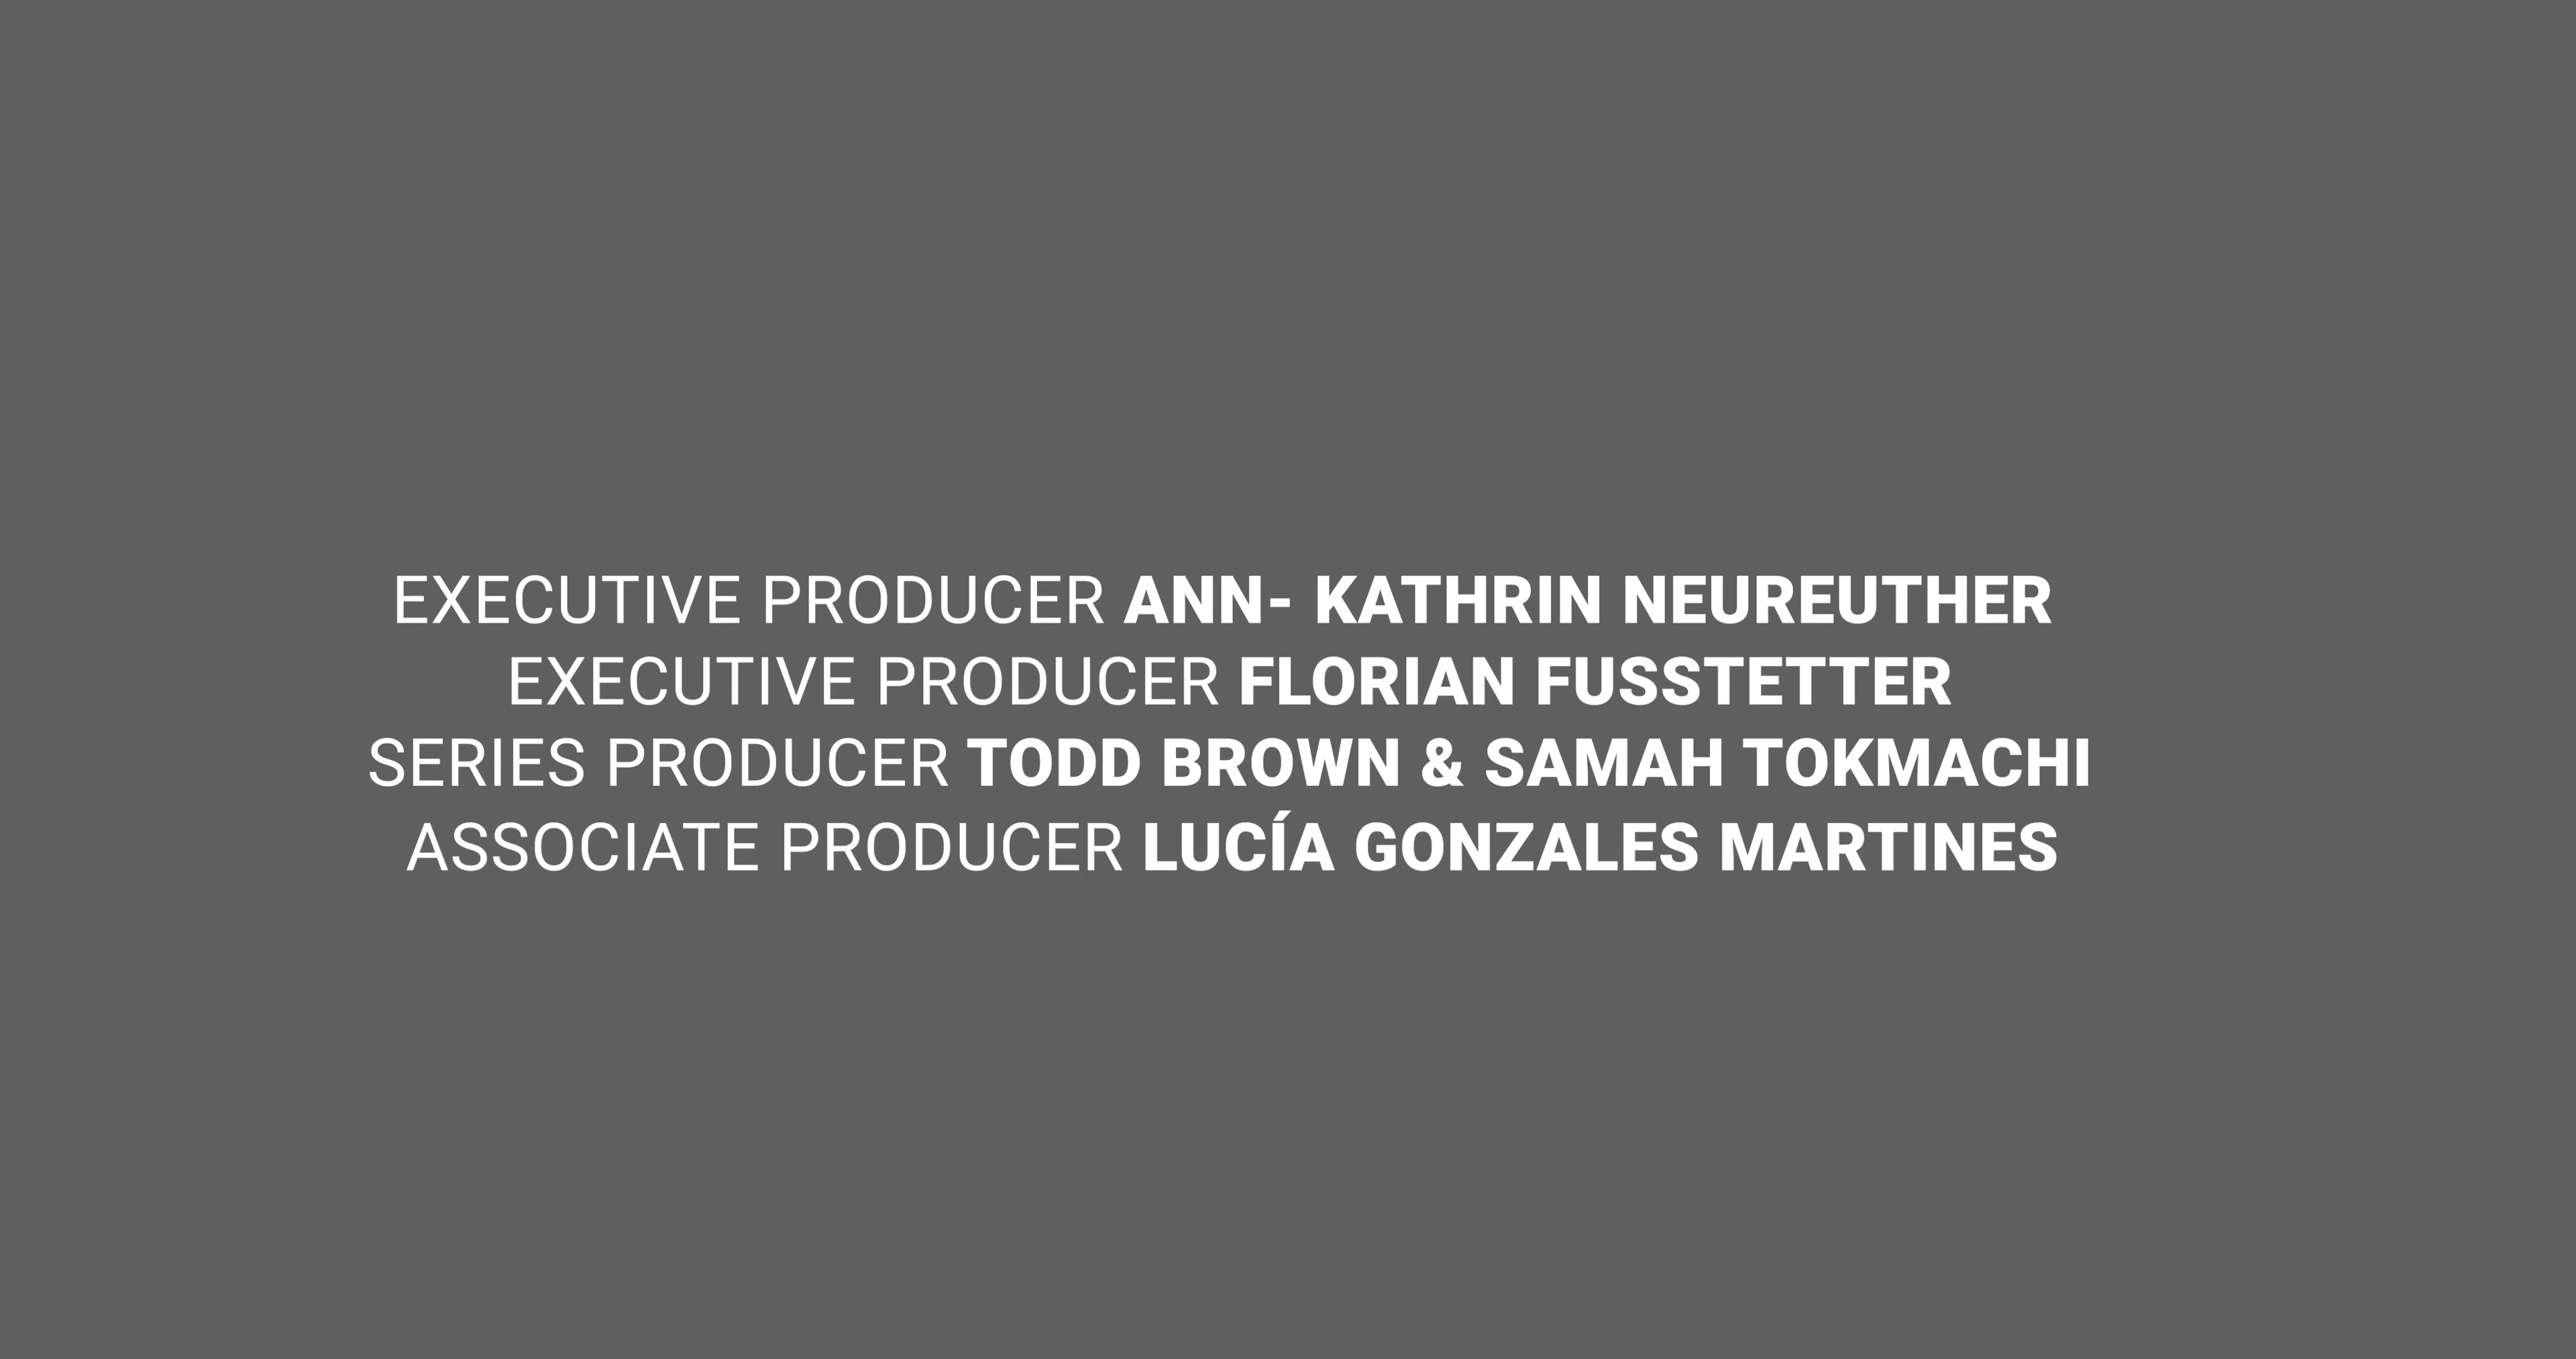 EXECUTIVE PRODUCER ANN- KATHRIN NEUREUTHER
EXECUTIVE PRODUCER FLORIAN FUSSTETTER
SERIES PRODUCER TODD BROWN & SAMAH TOKMACHI
ASSOCIATE PRODUCER LUCÍA GONZALES MARTINES